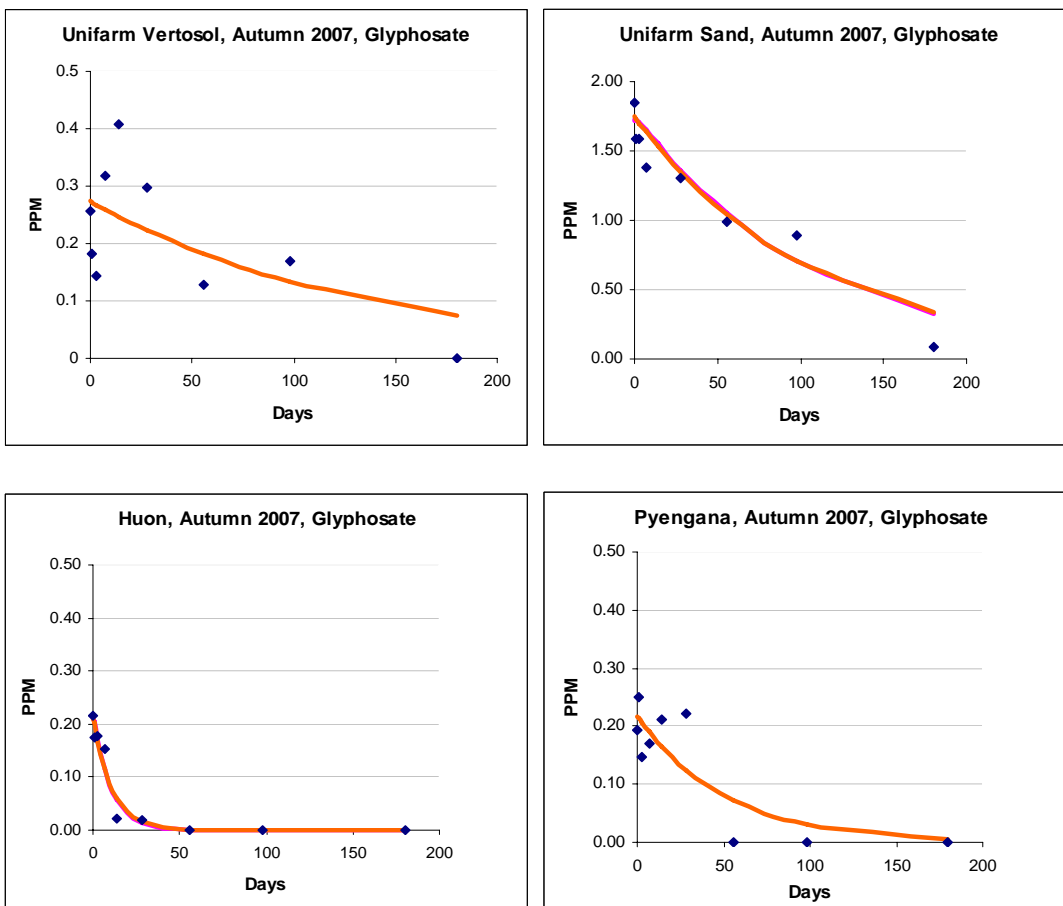 Unifarm Vertosol, Autumn 2007, Glyphosate
0.5
0.4
0.3
0.2
0.1
0
PPM
0 50 100 150 200
Days
Unifarm Sand, Autumn 2007, Glyphosate
2.00
1.50
1.00
0.50
0.00
PPM
0 50 100 150 200
Days
Huon, Autumn 2007, Glyphosate
0.50
0.40
0.30
0.20
0.10
0.00
PPM
0 50 100 150 200
Days
Pyengana, Autumn 2007, Glyphosate
0.50
0.40
0.30
0.20
0.10
0.00
PPM
0 50 100 150 200
Days